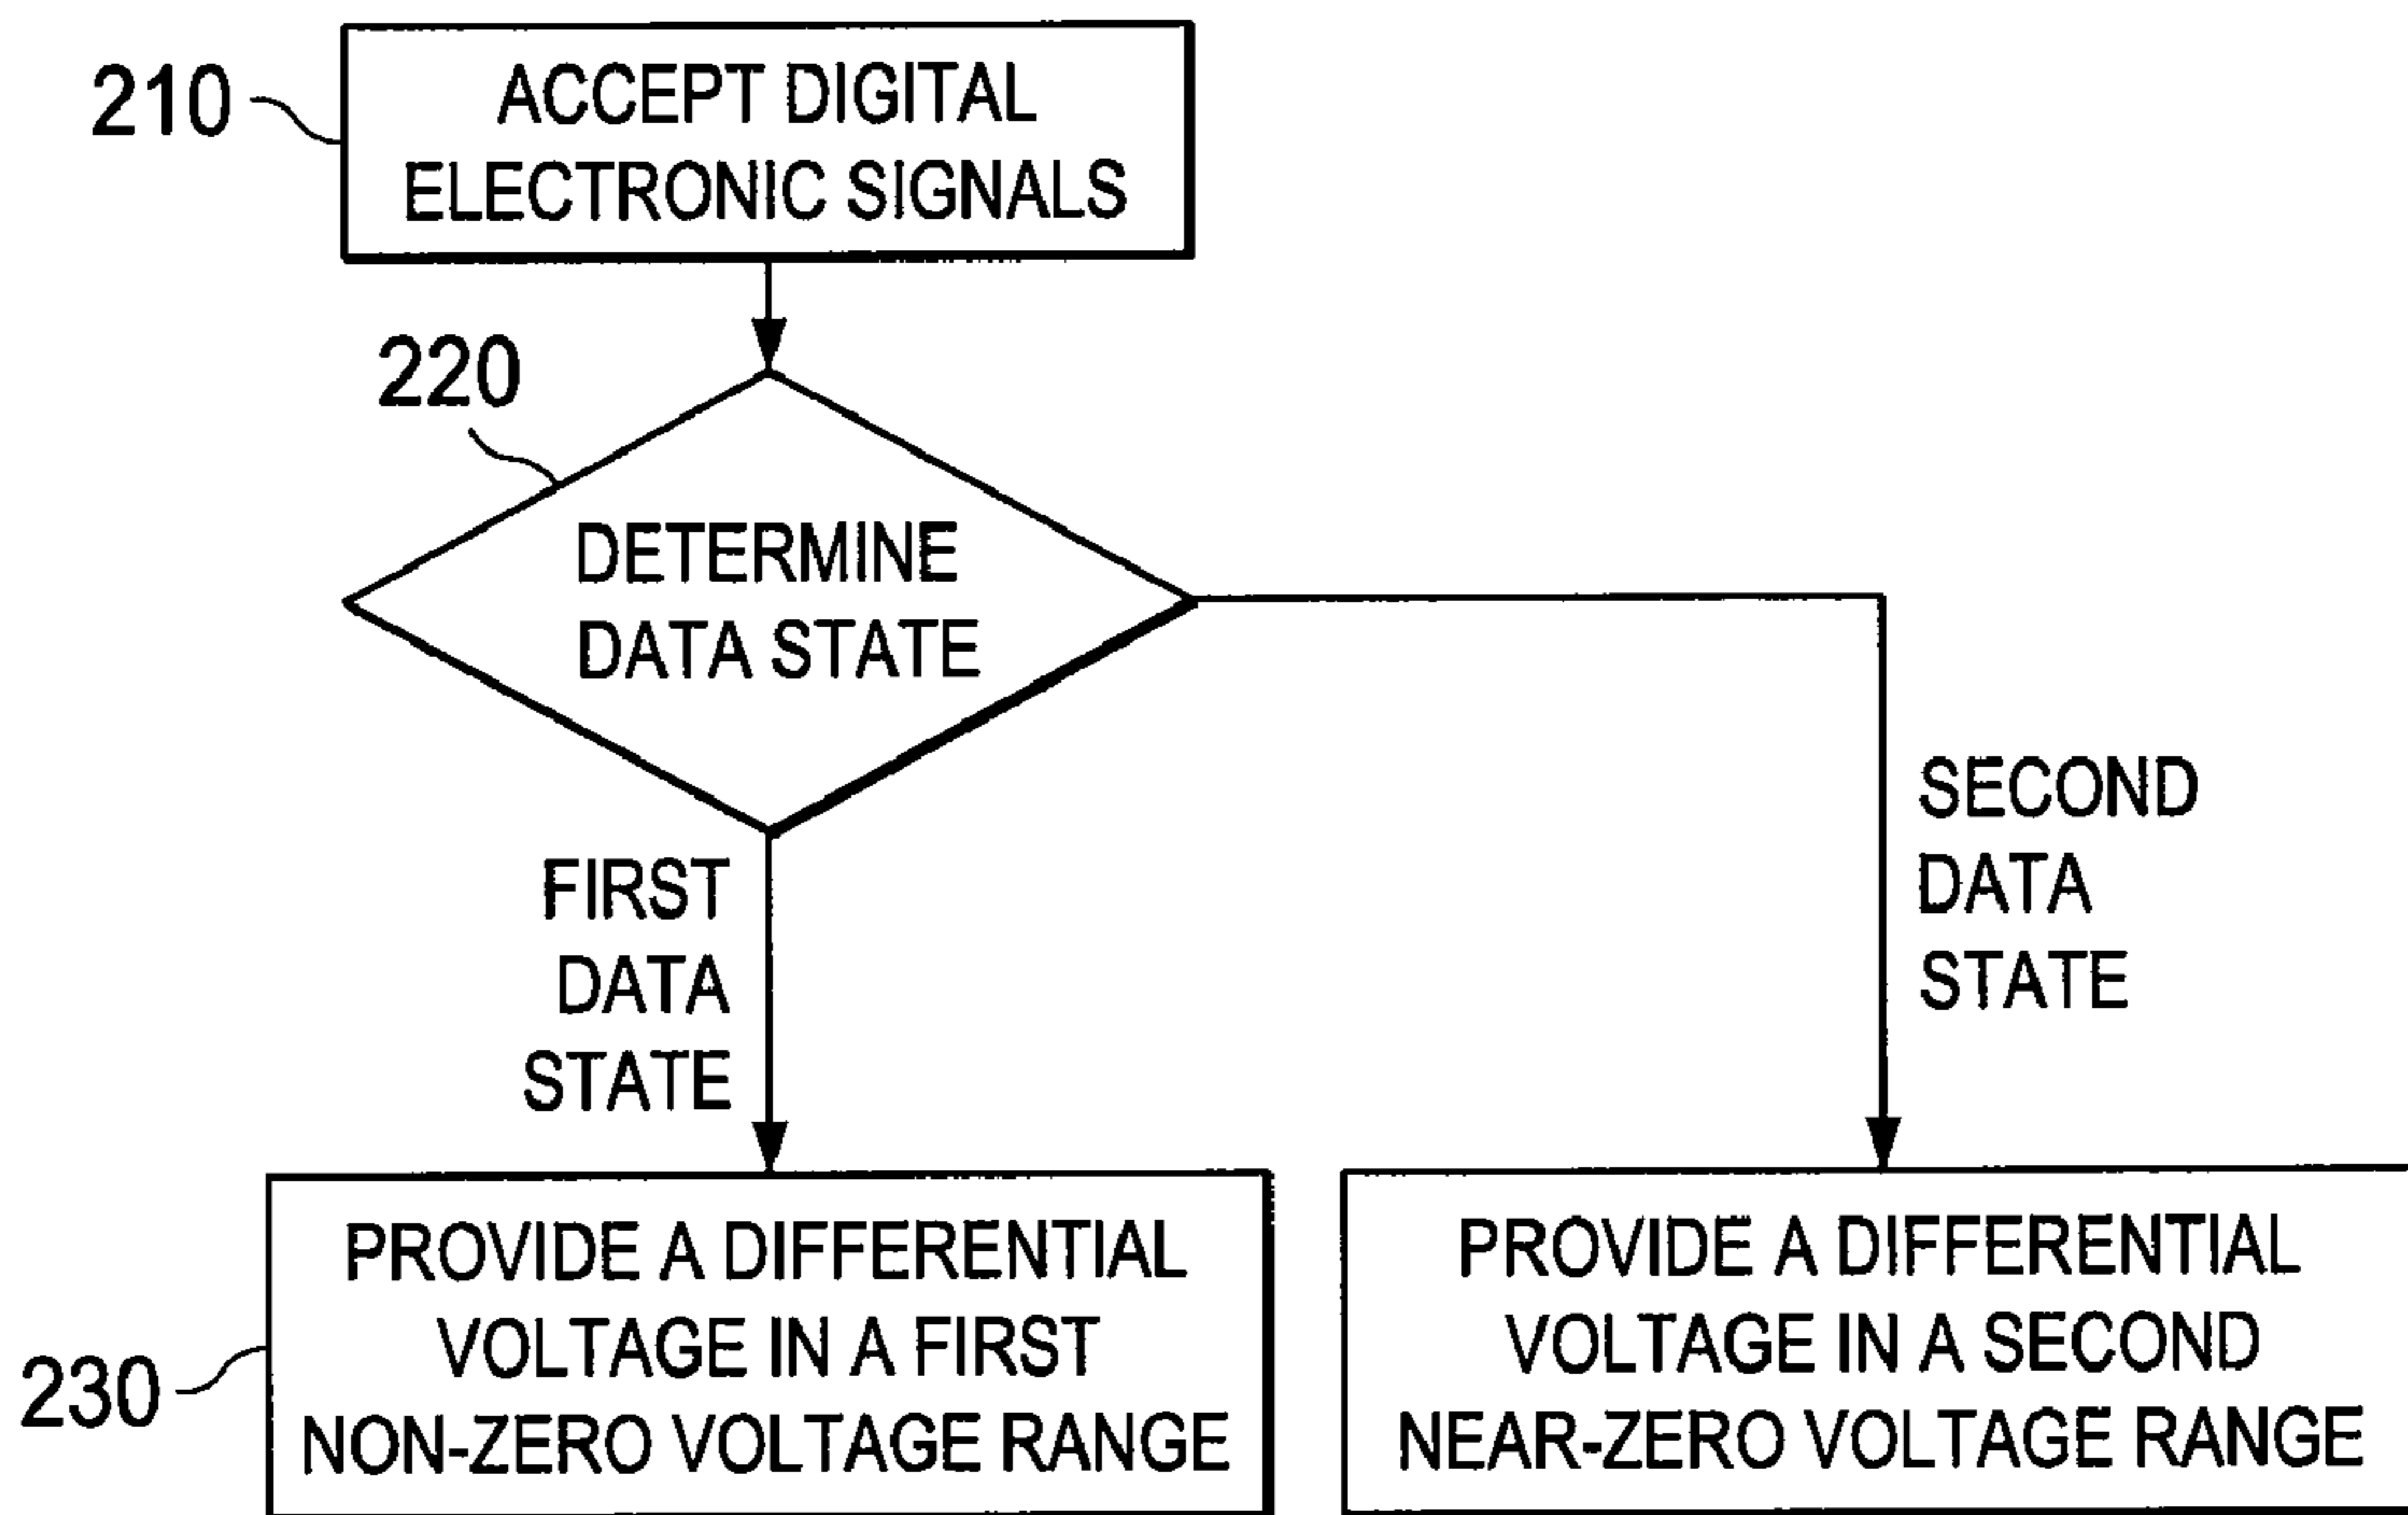 210
ACCEPT DIGITAL
ELECTRONIC SIGNALS
220
DETERMINE
DATA STATE
FIRST
DATA
STATE
SECOND
DATA
STATE
230
PROVIDE A DIFFERENTIAL
VOLTAGE IN A FIRST
NON-ZERO VOLTAGE RANGE
PROVIDE A DIFFERENTIAL
VOLTAGE IN A SECOND
NEAR-ZERO VOLTAGE RANGE